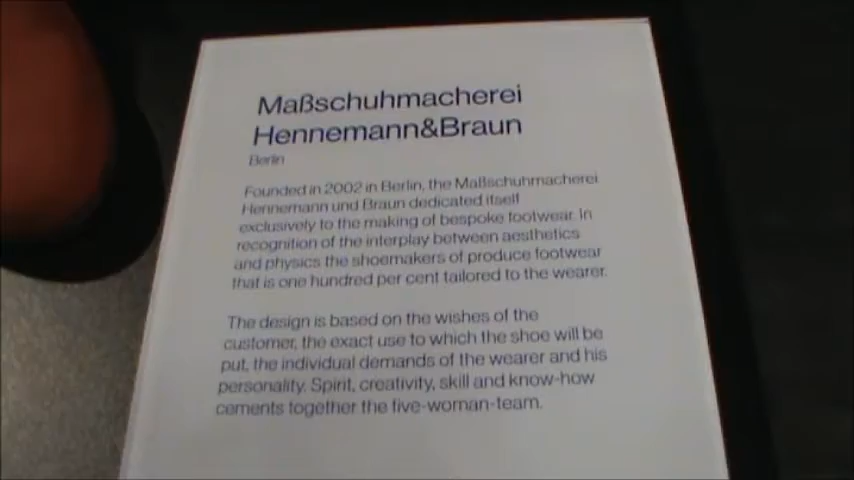 Maßschuhmacherei
Hennemann&Braun
Berlin
Founded in 2002 in Berlin, the Maßschuhmacherei
Hennemann und Braun dedicated itself
exclusively to the making of bespoke footwear. In
recognition of the interplay between aesthetics
and physics the shoemakers of produce footwear
that is one hundred per cent tailored to the wearer.
The design is based on the wishes of the
customer, the exact use to which the shoe will be
put, the individual demands of the wearer and his
personality. Spirit, creativity, skill and know-how
cements together the five-woman-team.